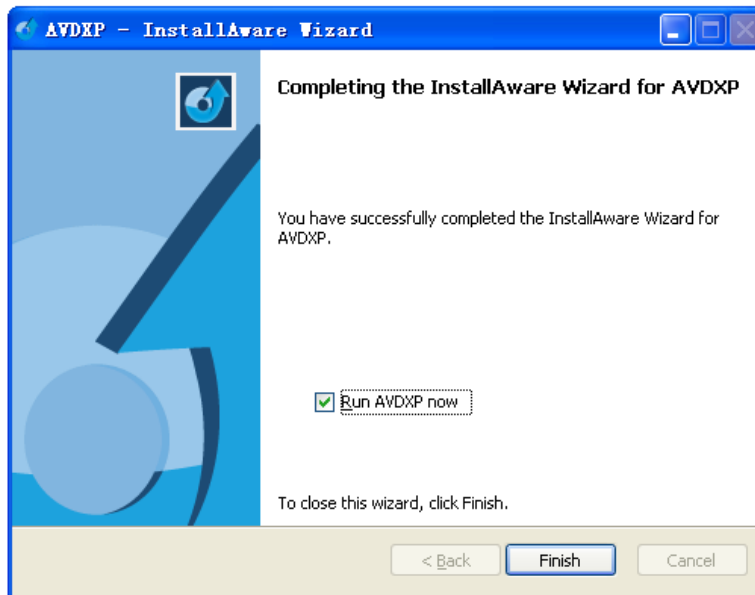 AVDXP - InstallAware Wizard
Completing the InstallAware Wizard for AVDXP
You have successfully completed the InstallAware Wizard for
AVDXP.
Run AVDXP now
To close this wizard, click Finish.
< Back Finish Cancel